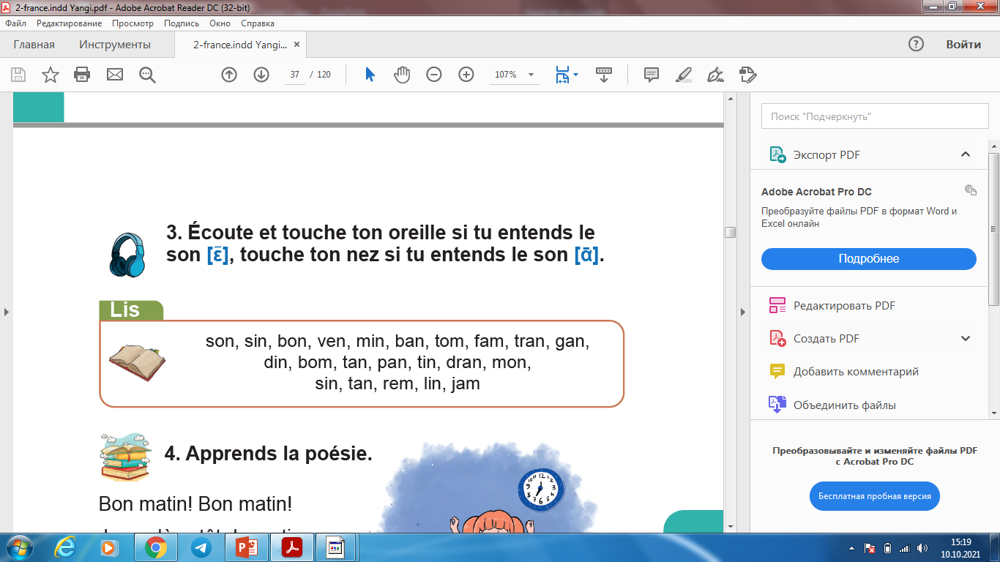 2-france.indd Yangi.pdf - Adobe Acrobat Reader DC (32-bit)
Файл Редактирование Просмотр Подпись Окно Справка
Главная Инструменты 2-france.indd Yangi... × Войти
37 / 120 107%
3. Écoute et touche ton oreille si tu entends le
son [ɛ̄], touche ton nez si tu entends le son [ᾱ].
Lis
son, sin, bon, ven, min, ban, tom, fam, tran, gan,
din, bom, tan, pan, tin, dran, mon,
sin, tan, rem, lin, jam
4. Apprends la poésie.
Bon matin! Bon matin!
Поиск "Подчеркнуть"
Экспорт PDF
Adobe Acrobat Pro DC
Преобразуйте файлы PDF в формат Word и
Excel онлайн
Подробнее
Редактировать PDF
Создать PDF
Добавить комментарий
Объединить файлы
Преобразовывайте и изменяйте файлы PDF
с Acrobat Pro DC
Бесплатная пробная версия
15:19
10.10.2021